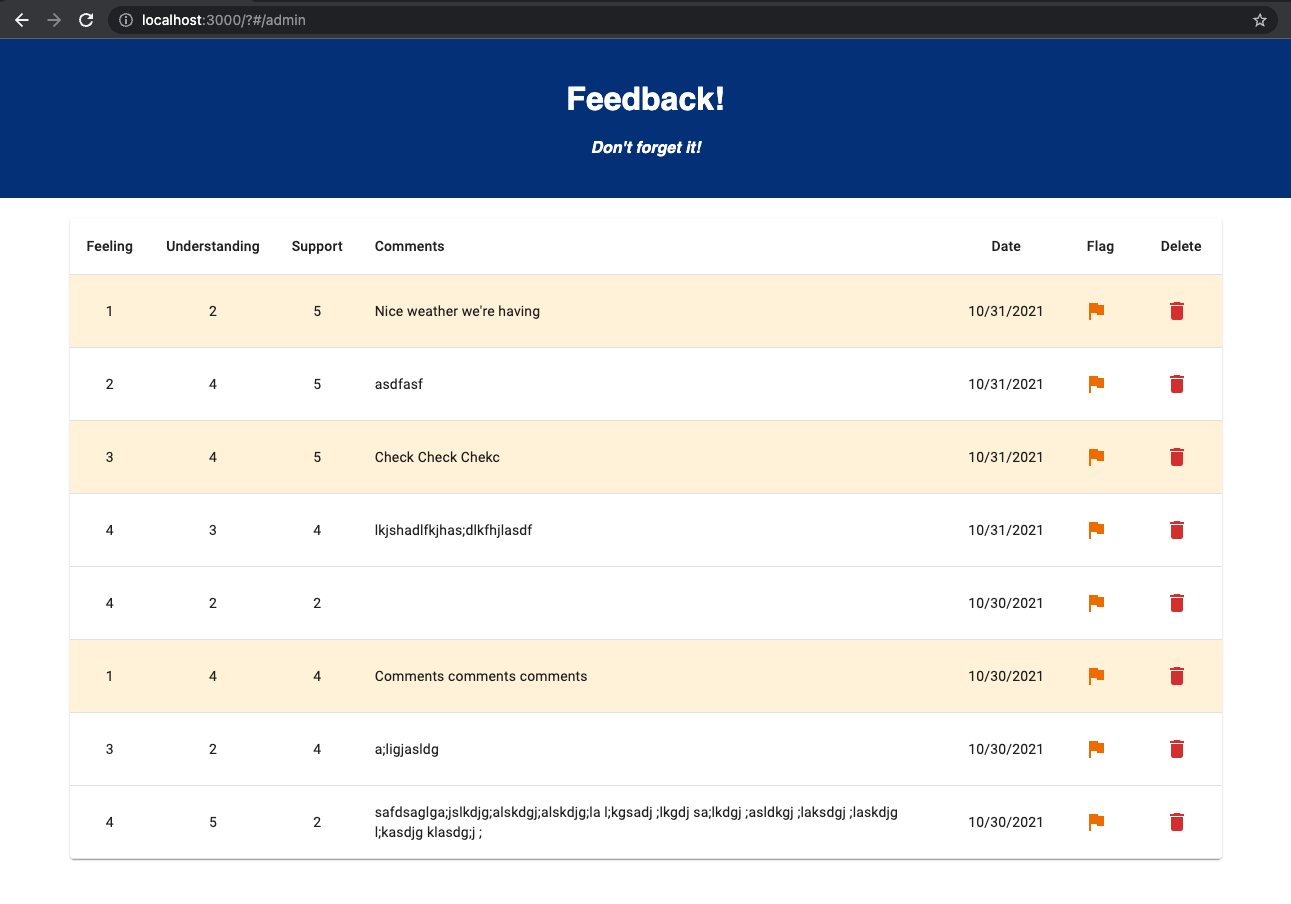 localhost:3000/?#/admin
Feedback!
Don't forget it!
Feeling Understanding Support Comments Date Flag Delete
1 2 5 Nice weather we're having 10/31/2021
2 4 5 asdfasf 10/31/2021
3 4 5 Check Check Chekc 10/31/2021
4 3 4 lkjshadlfkjhas;dlkfhjlasdf 10/31/2021
4 2 2 10/30/2021
1 4 4 Comments comments comments 10/30/2021
3 2 4 a;ligjasldg 10/30/2021
4 5 2 safdsaglga;jslkdjg;alskdgj;alskdjg;la l;kgsadj ;lkgdj sa;lkdgj ;asldkgj ;laksdgj ;laskdjg 10/30/2021
l;kasdjg klasdg;j ;